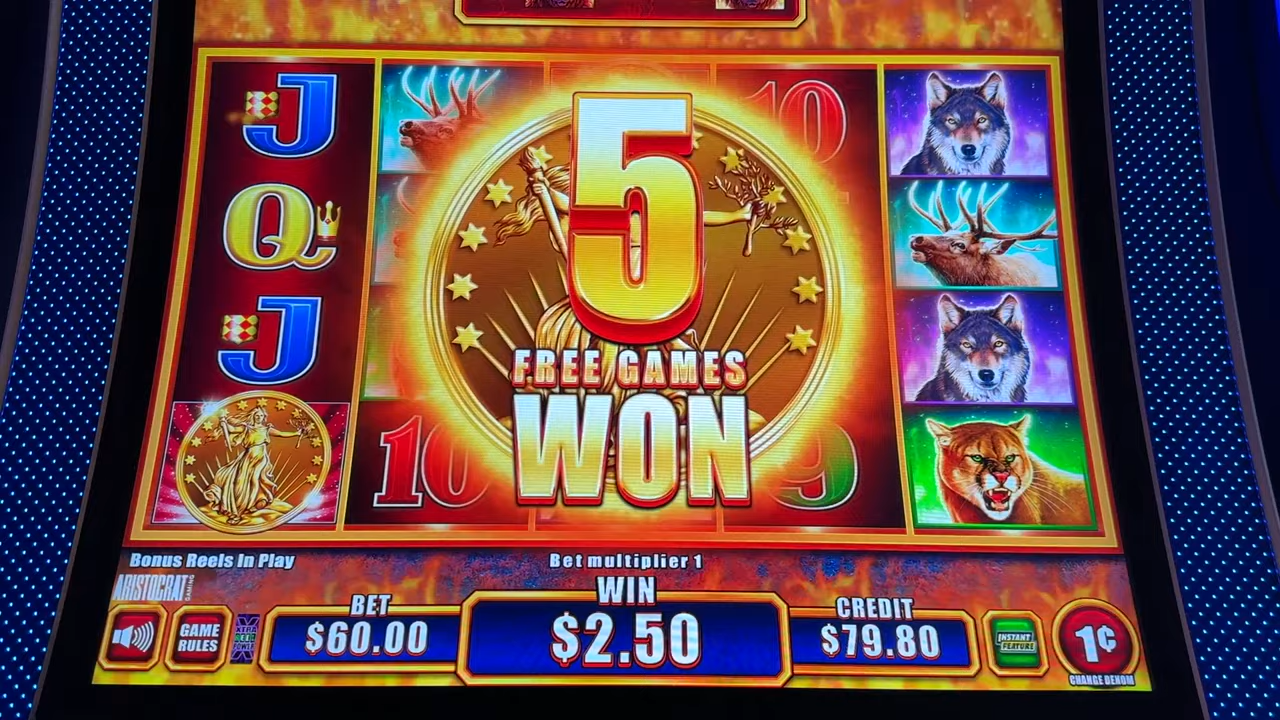 J
10
Q
J
10
9
5
FREE GAMES
WON
Bonus Reels In Play
Bet multiplier 1
ARISTOCRAT
GAMING
GAME
RULES
BET
$60.00
WIN
$2.50
CREDIT
$79.80
INSTANT
FEATURE
1¢
CHANGE DENOM